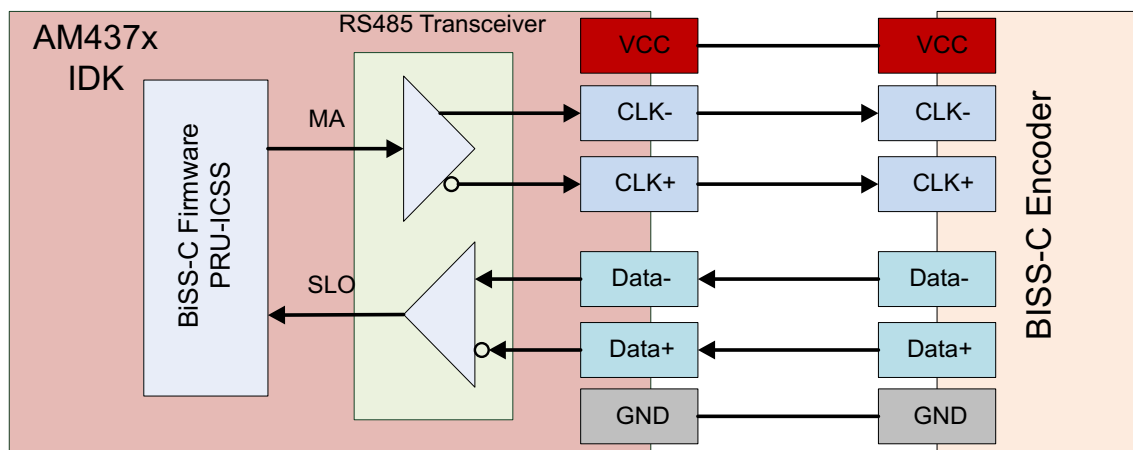 AM437x
IDK
RS485 Transceiver
BiSS-C Firmware
PRU-ICSS
MA
SLO
VCC
VCC
CLK-
CLK-
CLK+
CLK+
Data-
Data-
Data+
Data+
GND
GND
BISS-C Encoder